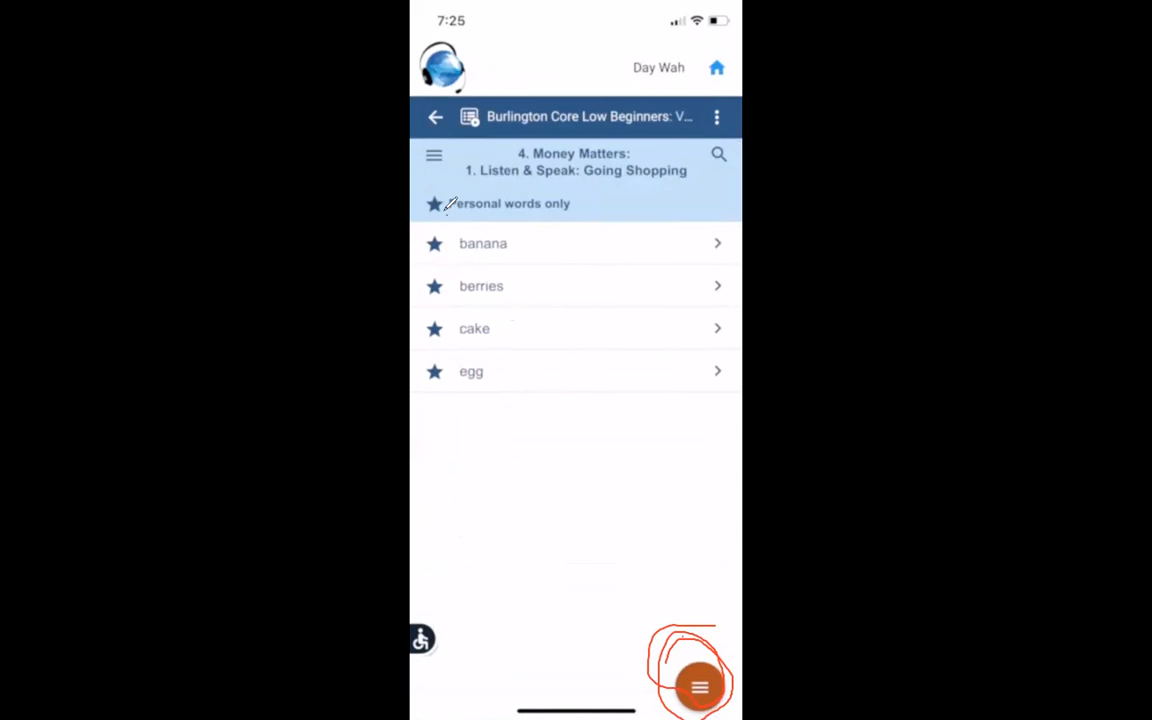 7:25
Day Wah
Burlington Core Low Beginners: V...
4. Money Matters:
1. Listen & Speak: Going Shopping
ersonal words only
banana
berries
cake
egg